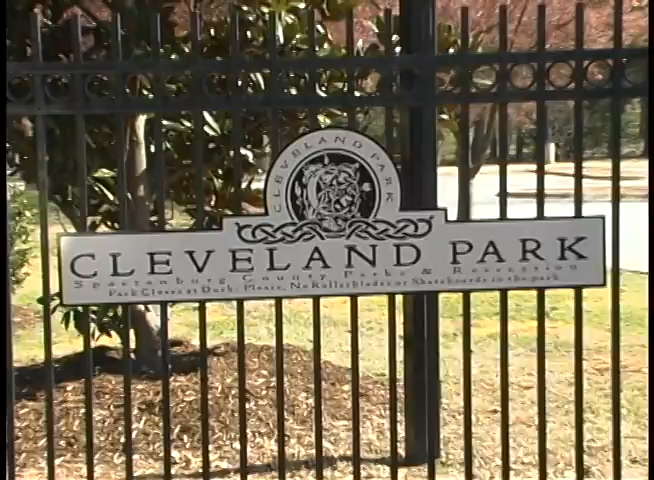 CLEVELAND PARK
CLEVELAND PARK
Spartanburg County Parks & Recreation
Park Closes at Dusk. Please, No Rollerblades or Skateboards in the park.